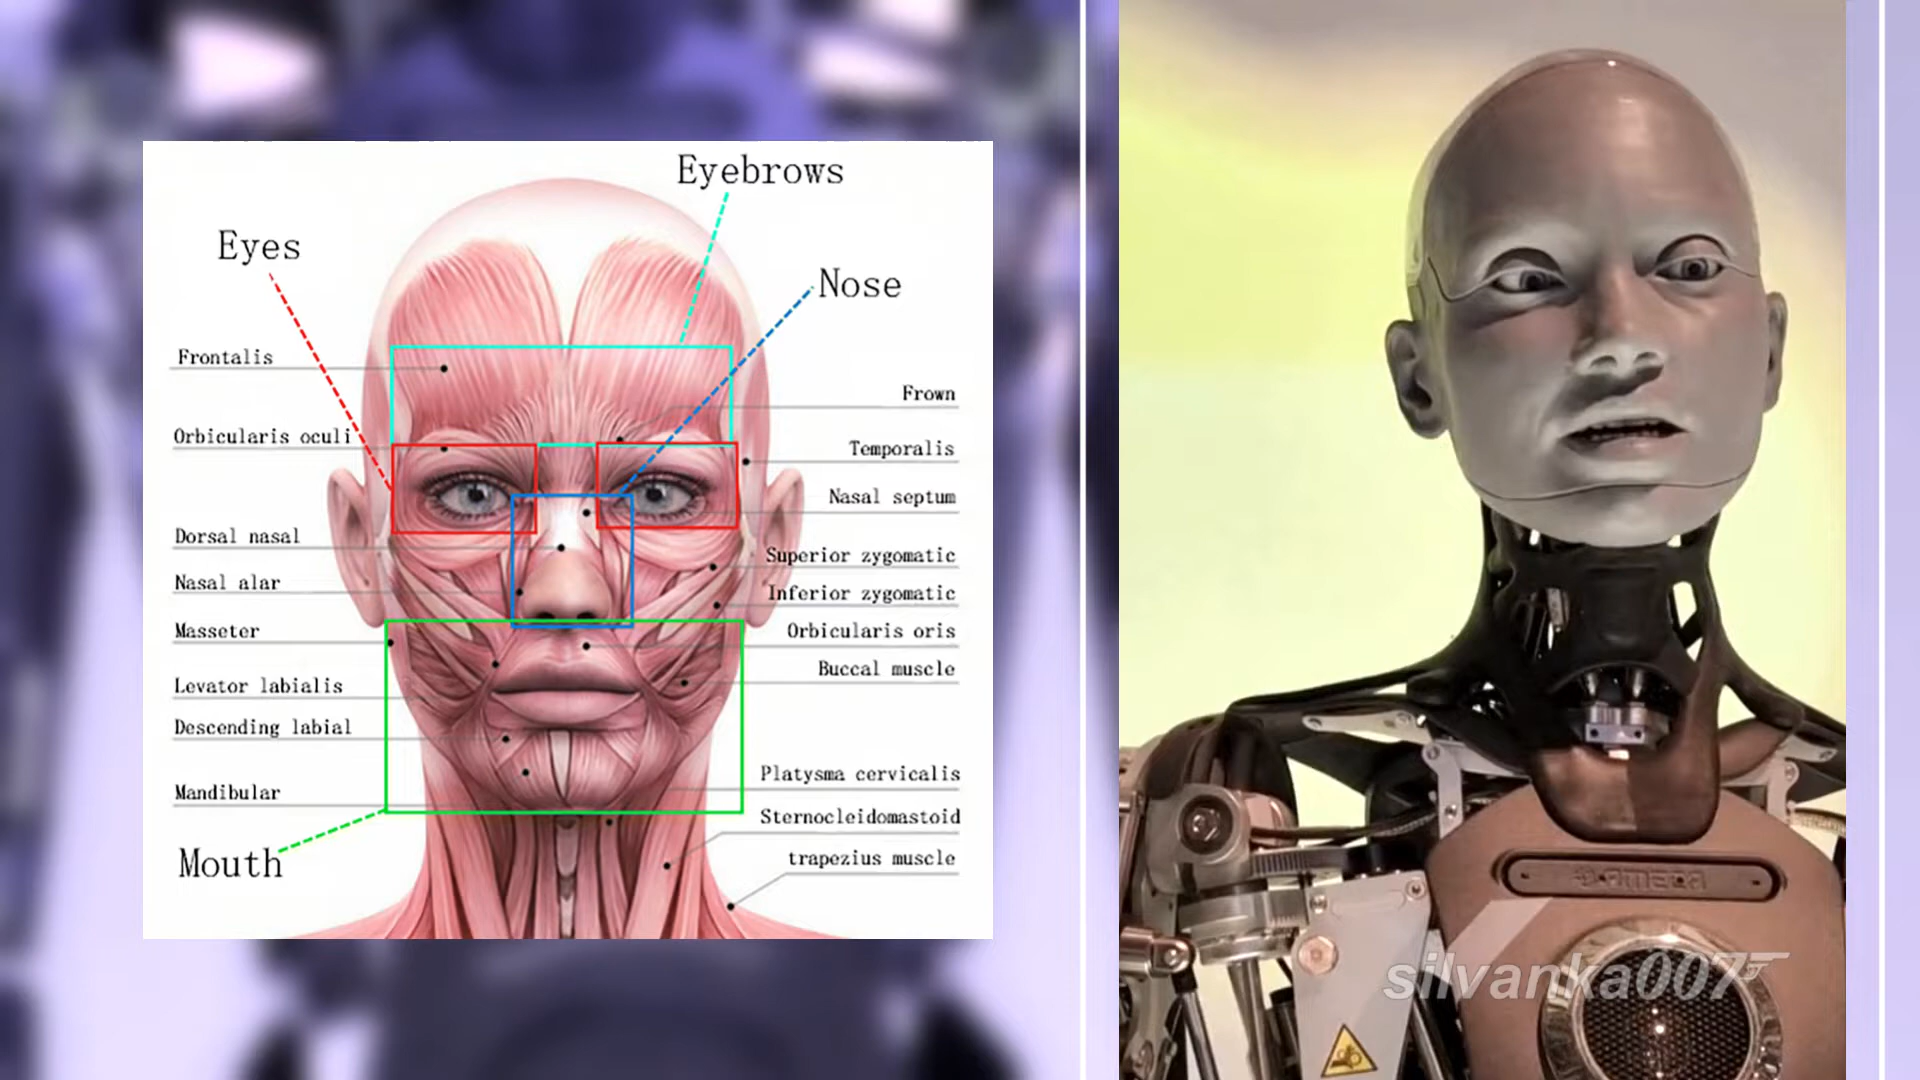 Eyebrows
Eyes
Nose
Frontalis
Frown
Orbicularis oculi
Temporalis
Nasal septum
Dorsal nasal
Superior zygomatic
Nasal alar
Inferior zygomatic
Masseter
Orbicularis oris
Buccal muscle
Levator labialis
Descending labial
Platysma cervicalis
Mandibular
Sternocleidomastoid
trapezius muscle
Mouth
silvanka007